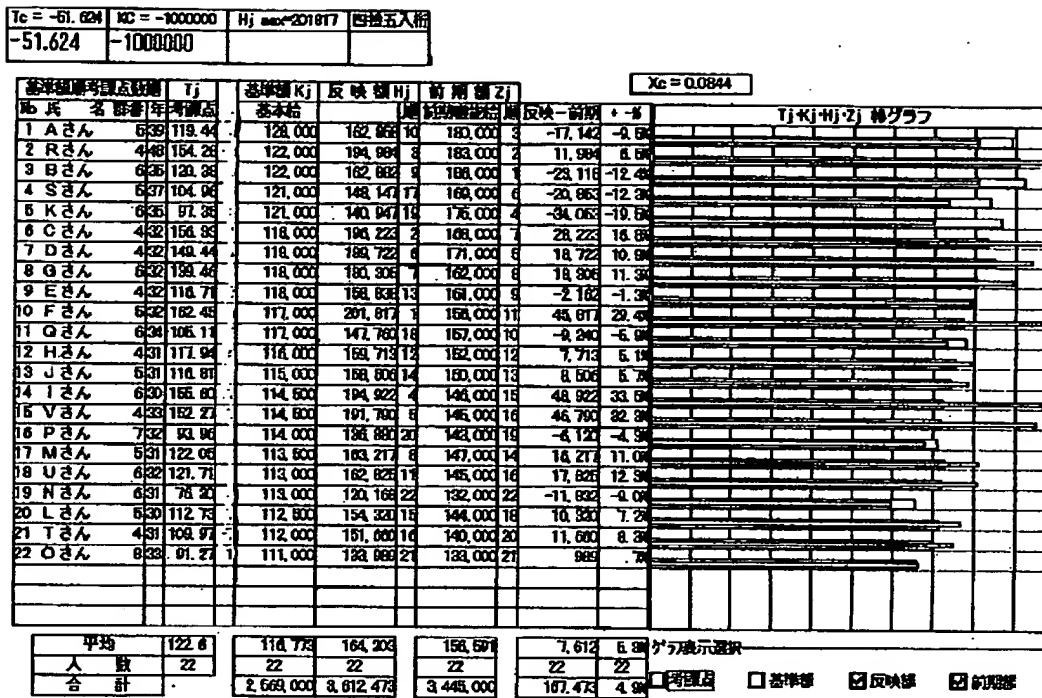 Tc = -51.624 KC = -1000000 Hj max=201817 四捨五入桁
-51.624 -1000000
Xc = 0.0844
基準額順考課点数順 Tj 基準額 Kj 反映額 Hj 前期額 Zj
No 氏 名 群番 年 考課点 基本給 順 順 反映－前期 + -% Tj・Kj・Hj・Zj 棒グラフ
1 Aさん 5 39 119.44 128,000 162,858 10 180,000 3 -17,142 -9.5%
2 Rさん 4 48 154.28 122,000 194,984 3 183,000 2 11,984 6.5%
3 Bさん 6 35 122,000 162,882 9 186,000 1 -23,118 -12.4%
4 Sさん 5 37 104.96 121,000 148,147 17 169,000 6 -20,853 -12.3%
5 Kさん 6 35 97.35 121,000 140,947 19 175,000 4 -34,053 -19.5%
6 Cさん 4 32 156.83 118,000 196,223 2 168,000 7 28,223 16.8%
7 Dさん 4 32 149.44 118,000 189,722 6 171,000 5 18,722 10.9%
8 Gさん 5 32 118,000 180,306 7 162,000 8 18,306 11.3%
9 Eさん 4 32 116.71 118,000 158,838 13 161,000 9 -2,162 -1.3%
10 Fさん 5 32 162.45 117,000 201,817 1 156,000 11 45,817 29.4%
11 Qさん 6 34 105.11 117,000 147,760 18 157,000 10 -9,240 -5.9%
12 Hさん 4 31 117.94 116,000 159,713 12 152,000 12 7,713 5.1%
13 Jさん 5 31 116.81 115,000 158,506 14 150,000 13 8,506 5.7%
14 Iさん 6 30 155.60 114,500 194,922 4 146,000 15 48,922 33.5%
15 Vさん 4 33 152.27 114,500 191,790 5 145,000 16 46,790 32.3%
16 Pさん 7 32 93.96 114,000 136,880 20 143,000 19 -6,120 -4.3%
17 Mさん 5 31 122.05 113,500 163,217 8 147,000 14 16,217 11.0%
18 Uさん 6 32 121.71 113,000 162,825 11 145,000 16 17,825 12.3%
19 Nさん 6 31 76.20 113,000 120,168 22 132,000 22 -11,832 -9.0%
20 Lさん 5 30 112.73 112,500 154,320 15 144,000 18 10,320 7.2%
21 Tさん 4 31 109.97 112,000 151,660 16 140,000 20 11,660 8.3%
22 Oさん 8 33 91.27 1 111,000 133,989 21 133,000 21 989 .7%
平均 122.6 116,773 164,203 156,591 7,612 5.3% グラフ表示選択
人 数 22 22 22 22 22 22
合 計 2,569,000 3,612,473 3,445,000 167,473 4.9% 考課点 基準額 反映額 前期額